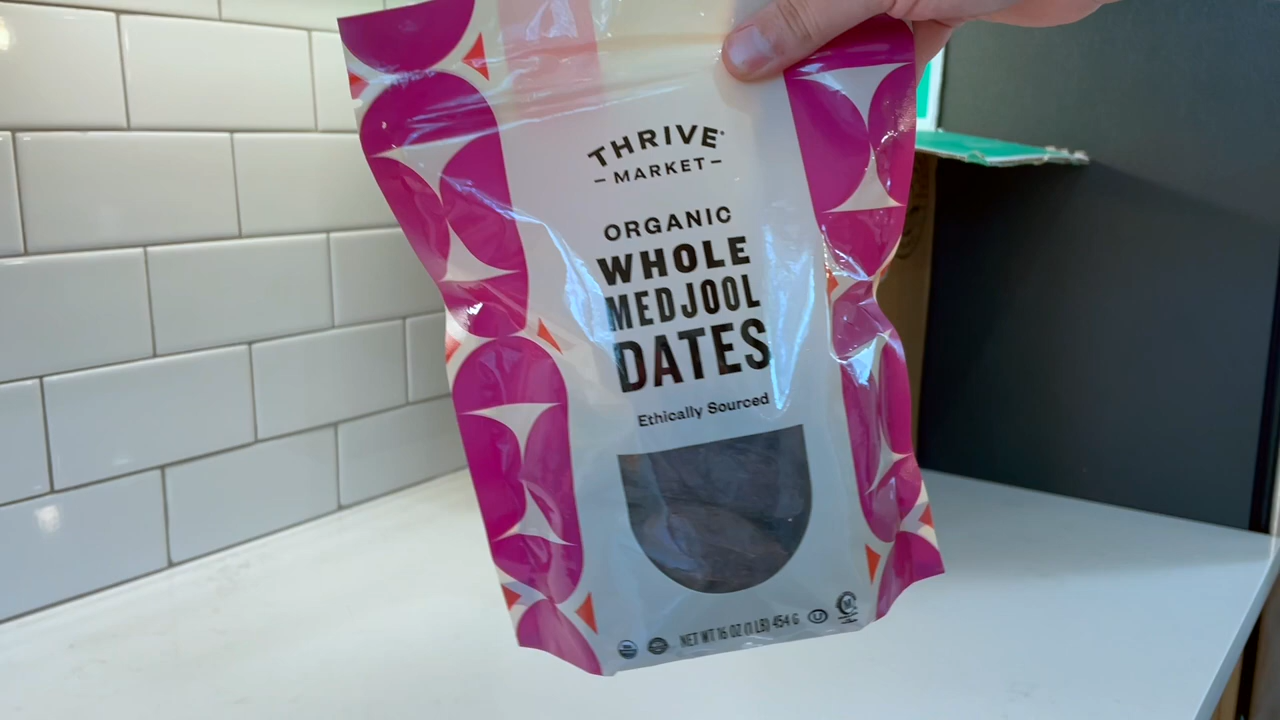 THRIVE
MARKET
ORGANIC
WHOLE
MEDJOOL
DATES
Ethically Sourced
NET WT 16 OZ (1 LB) 454 G